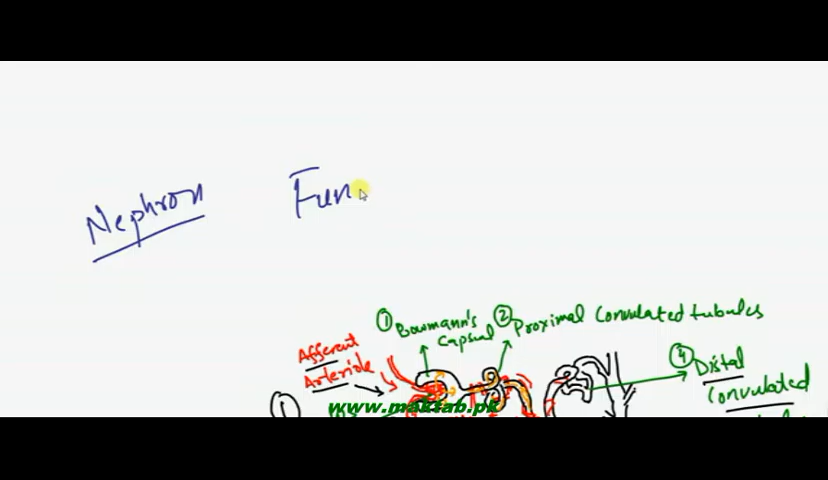 Nephron Fun
① Bowmann's Capsul
② Proximal Convulated tubules
Afferent
Arteriole
④ Distal
Convulated
①
www.maktab.pk